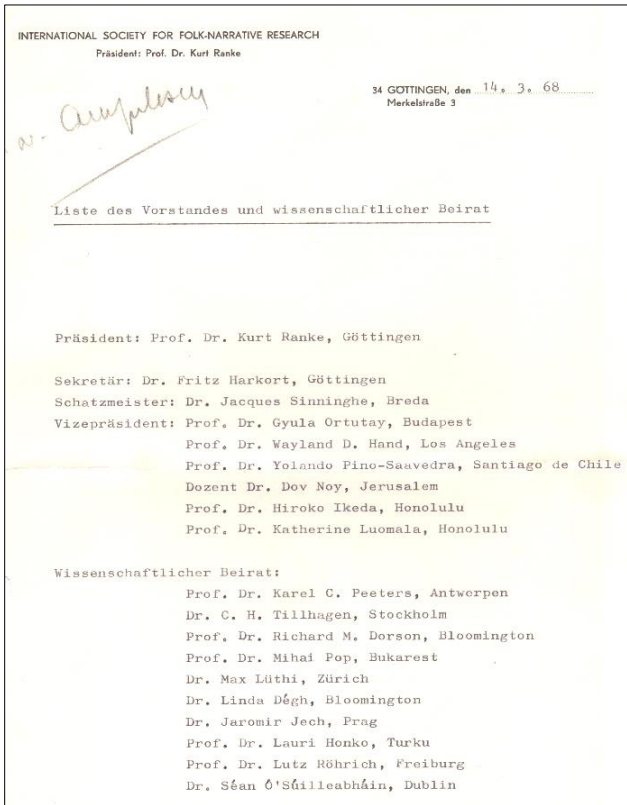 INTERNATIONAL SOCIETY FOR FOLK-NARRATIVE RESEARCH
Präsident: Prof. Dr. Kurt Ranke
34 GÖTTINGEN, den 14. 3. 68
Merkelstraße 3
Liste des Vorstandes und wissenschaftlicher Beirat
Präsident: Prof. Dr. Kurt Ranke, Göttingen
Sekretär: Dr. Fritz Harkort, Göttingen
Schatzmeister: Dr. Jacques Sinninghe, Breda
Vizepräsident: Prof. Dr. Gyula Ortutay, Budapest
Prof. Dr. Wayland D. Hand, Los Angeles
Prof. Dr. Yolando Pino-Saavedra, Santiago de Chile
Dozent Dr. Dov Noy, Jerusalem
Prof. Dr. Hiroko Ikeda, Honolulu
Prof. Dr. Katherine Luomala, Honolulu
Wissenschaftlicher Beirat:
Prof. Dr. Karel C. Peeters, Antwerpen
Dr. C. H. Tillhagen, Stockholm
Prof. Dr. Richard M. Dorson, Bloomington
Prof. Dr. Mihai Pop, Bukarest
Dr. Max Lüthi, Zürich
Dr. Linda Dégh, Bloomington
Dr. Jaromir Jech, Prag
Prof. Dr. Lauri Honko, Turku
Prof. Dr. Lutz Röhrich, Freiburg
Dr. Séan Ó'Súilleabháin, Dublin